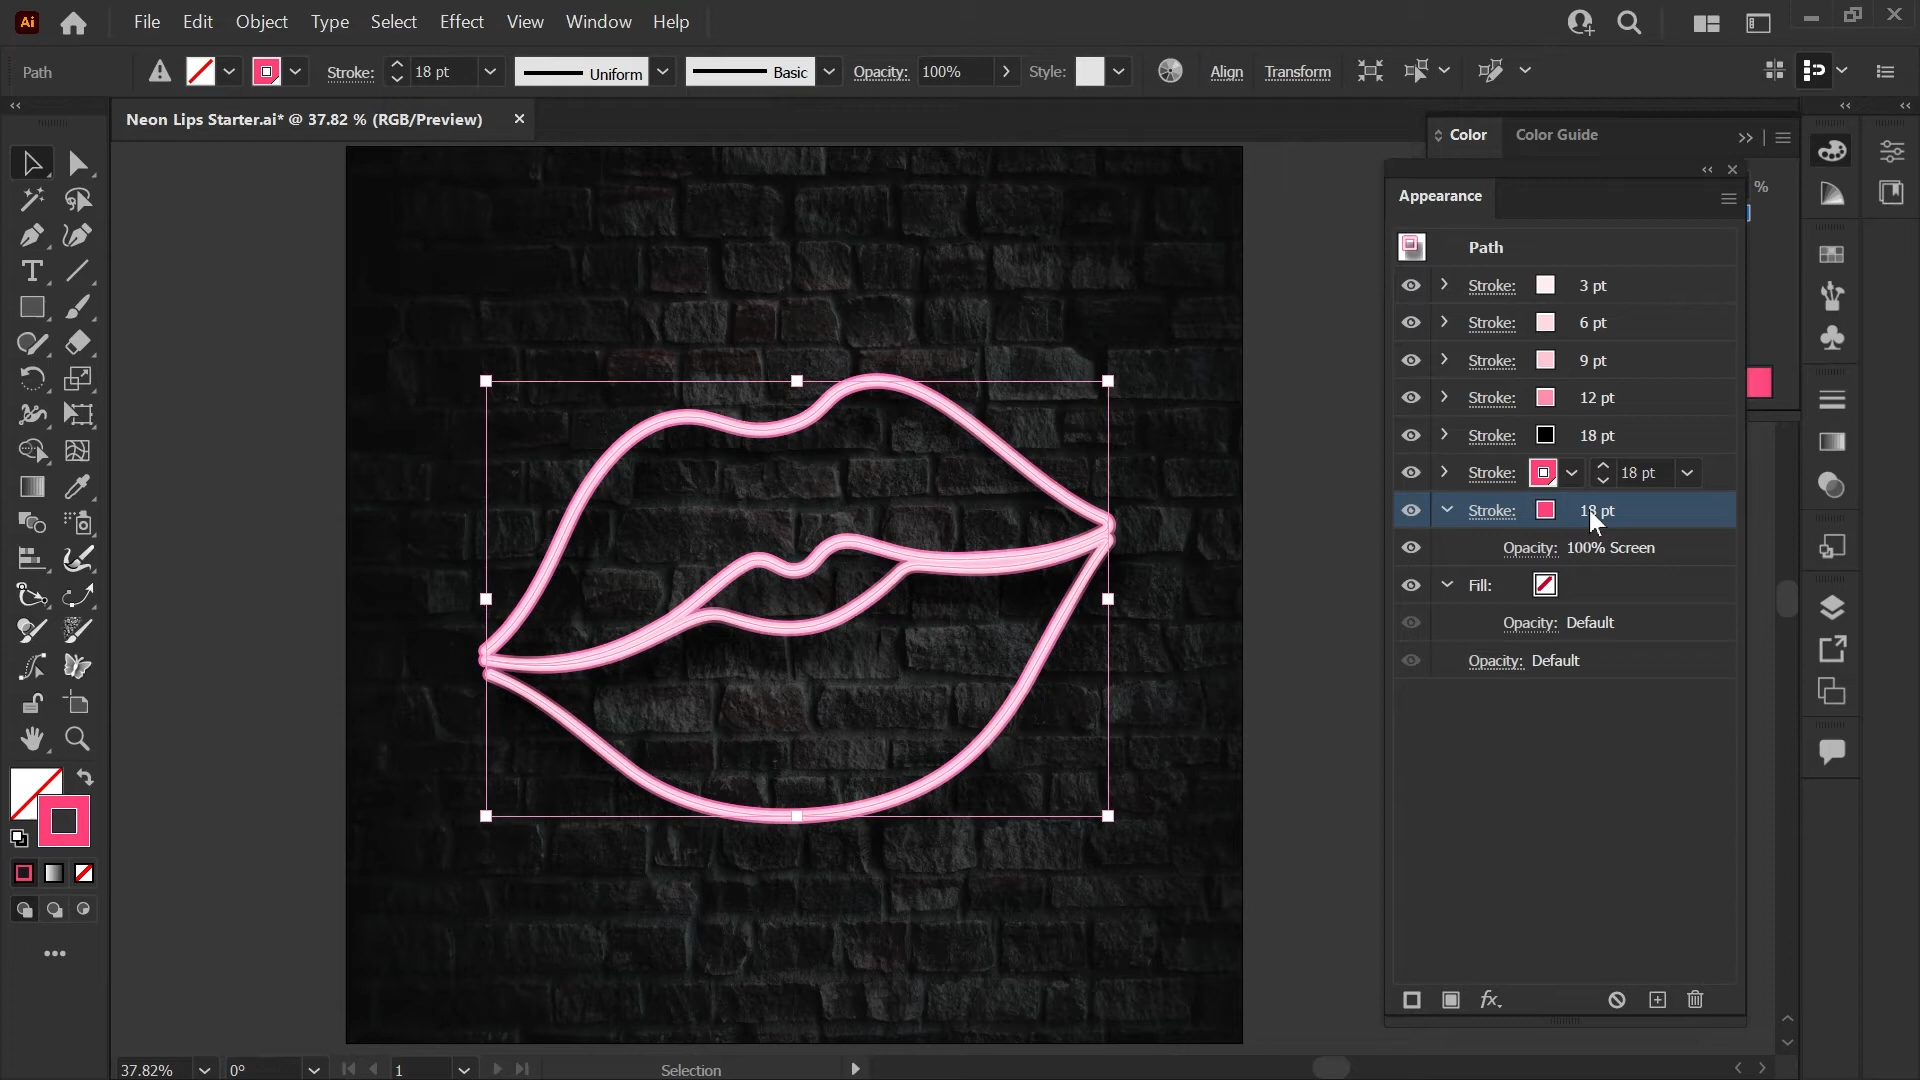 Ai File Edit Object Type Select Effect View Window Help
Path Stroke: 18 pt Uniform Basic Opacity: 100% Style: Align Transform
Neon Lips Starter.ai* @ 37.82 % (RGB/Preview)
Color Color Guide
%
Appearance
Path
Stroke: 3 pt
Stroke: 6 pt
Stroke: 9 pt
Stroke: 12 pt
Stroke: 18 pt
Stroke: 18 pt
Stroke: 18 pt
Opacity: 100% Screen
Fill:
Opacity: Default
Opacity: Default
fx
37.82% 0° 1 Selection